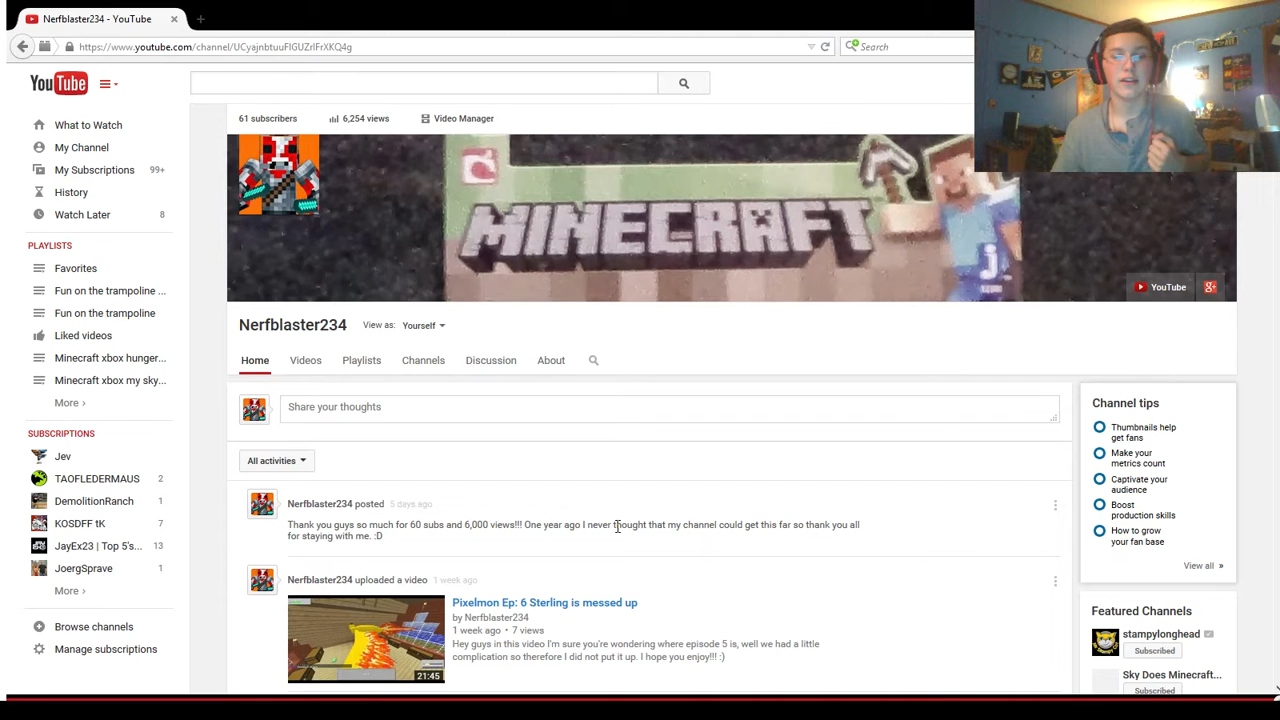 Nerfblaster234 - YouTube
https://www.youtube.com/channel/UCyajnbtuuFlGUZrlFrXKQ4g
Search
YouTube
61 subscribers
6,254 views
Video Manager
What to Watch
My Channel
My Subscriptions 99+
History
Watch Later 8
PLAYLISTS
Favorites
Fun on the trampoline ...
Fun on the trampoline
Liked videos
Minecraft xbox hunger...
Minecraft xbox my sky...
More ›
SUBSCRIPTIONS
Jev
TAOFLEDERMAUS 2
DemolitionRanch 1
KOSDFF tK 7
JayEx23 | Top 5's... 13
JoergSprave 1
More ›
Browse channels
Manage subscriptions
MINECRAFT
YouTube
Nerfblaster234
View as: Yourself
Home Videos Playlists Channels Discussion About
Share your thoughts
All activities
Nerfblaster234 posted 5 days ago
Thank you guys so much for 60 subs and 6,000 views!!! One year ago I never thought that my channel could get this far so thank you all
for staying with me. :D
Nerfblaster234 uploaded a video 1 week ago
21:45
Pixelmon Ep: 6 Sterling is messed up
by Nerfblaster234
1 week ago • 7 views
Hey guys in this video I'm sure you're wondering where episode 5 is, well we had a little
complication so therefore I did not put it up. I hope you enjoy!!! :)
Channel tips
Thumbnails help
get fans
Make your
metrics count
Captivate your
audience
Boost
production skills
How to grow
your fan base
View all »
Featured Channels
stampylonghead
Subscribed
Sky Does Minecraft...
Subscribed